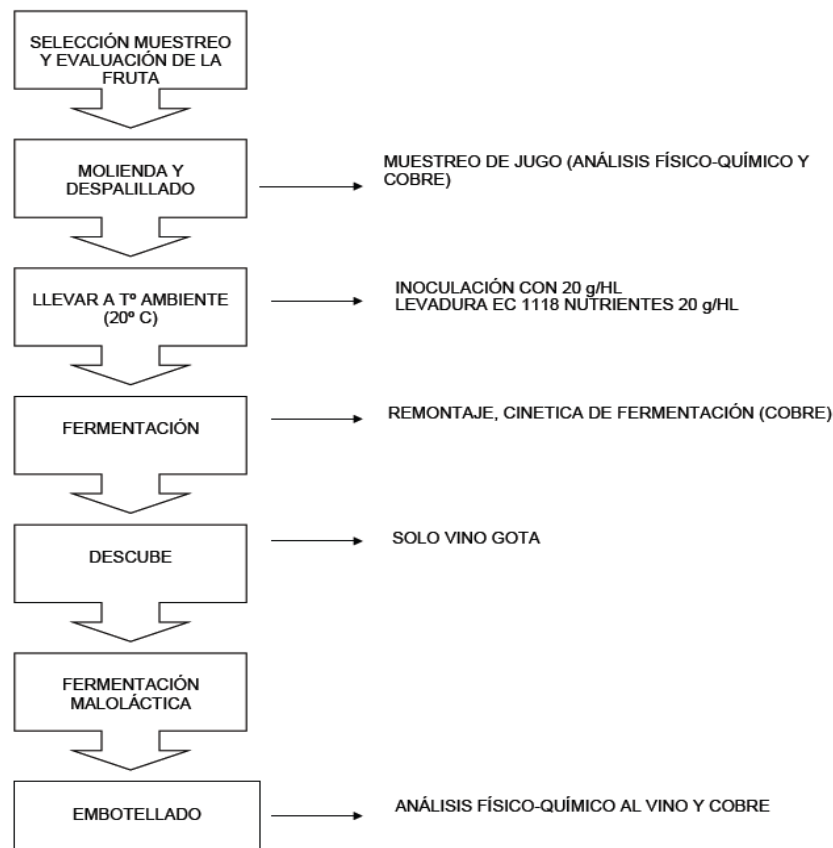 SELECCIÓN MUESTREO
Y EVALUACIÓN DE LA
FRUTA
MOLIENDA Y
DESPALILLADO
MUESTREO DE JUGO (ANÁLISIS FÍSICO-QUÍMICO Y
COBRE)
LLEVAR A Tº AMBIENTE
(20º C)
INOCULACIÓN CON 20 g/HL
LEVADURA EC 1118 NUTRIENTES 20 g/HL
FERMENTACIÓN
REMONTAJE, CINETICA DE FERMENTACIÓN (COBRE)
DESCUBE
SOLO VINO GOTA
FERMENTACIÓN
MALOLÁCTICA
EMBOTELLADO
ANÁLISIS FÍSICO-QUÍMICO AL VINO Y COBRE